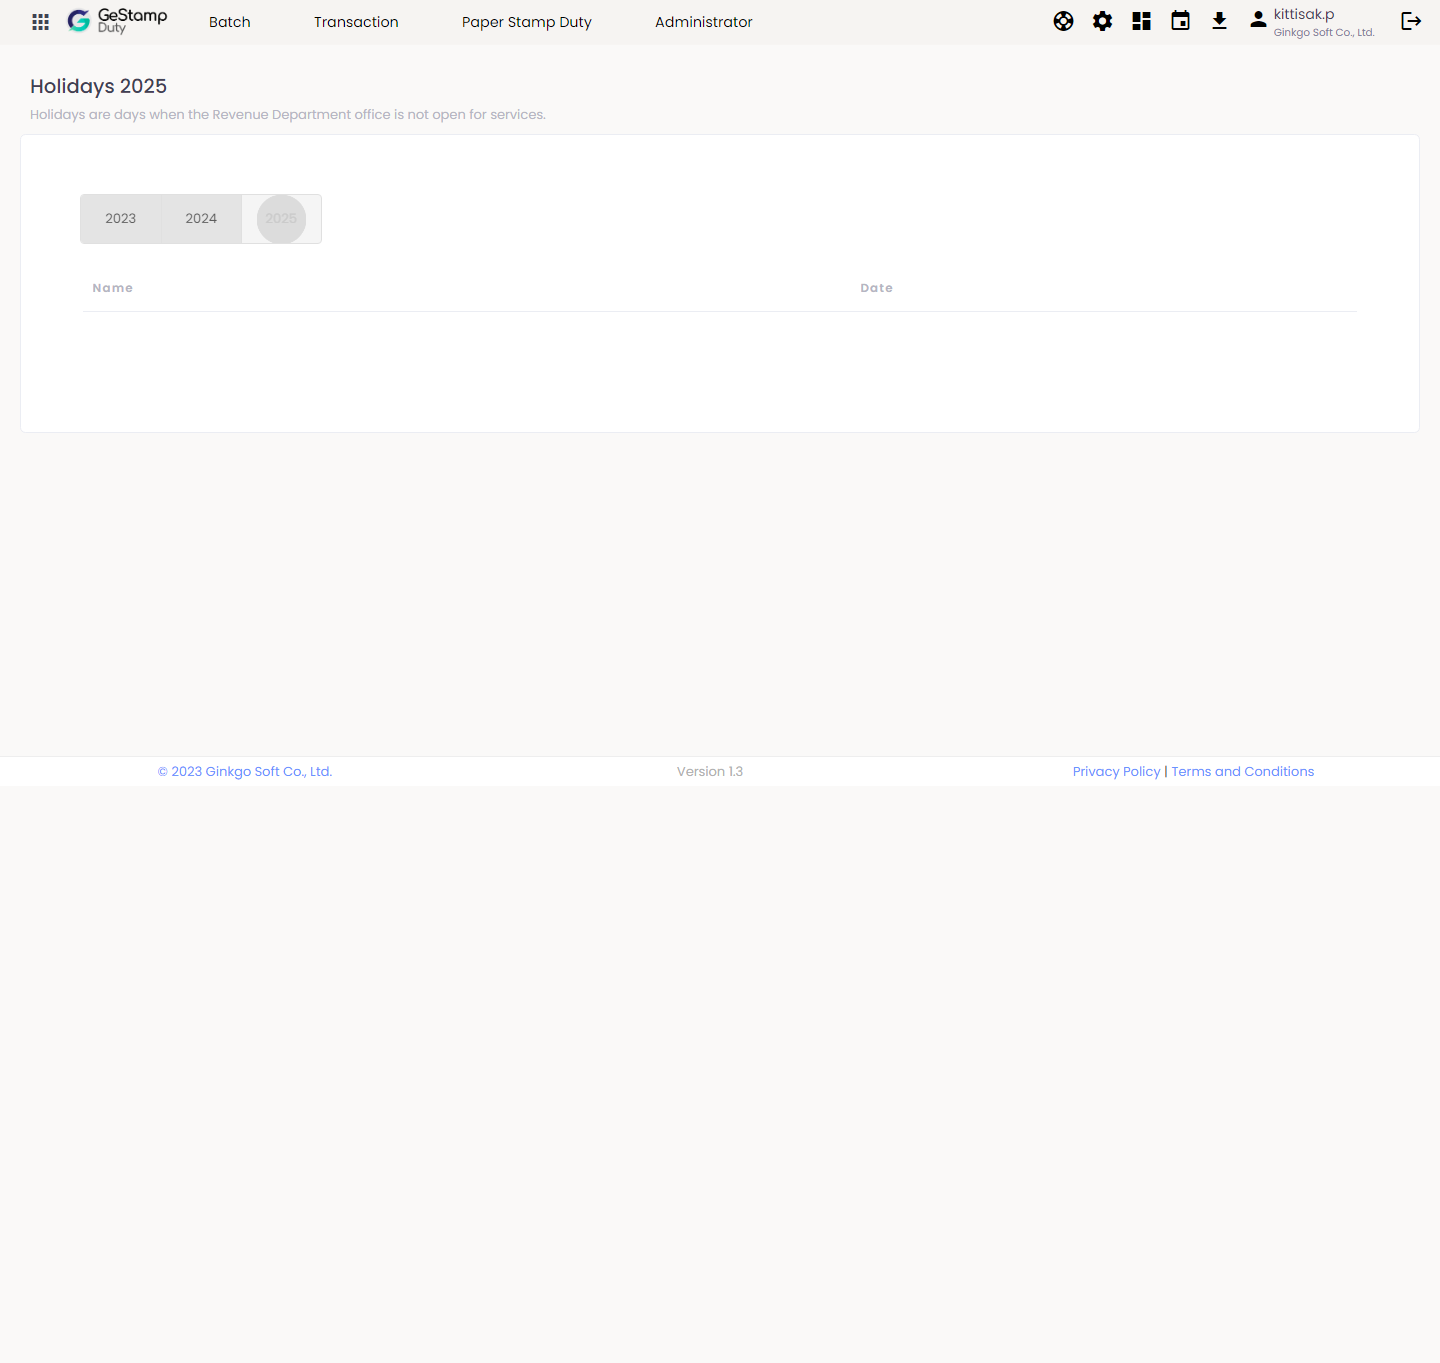 GeStamp
Duty
Batch
Transaction
Paper Stamp Duty
Administrator
kittisak.p
Ginkgo Soft Co., Ltd.
Holidays 2025
Holidays are days when the Revenue Department office is not open for services.
2023
2024
2025
Name
Date
© 2023 Ginkgo Soft Co., Ltd.
Version 1.3
Privacy Policy | Terms and Conditions